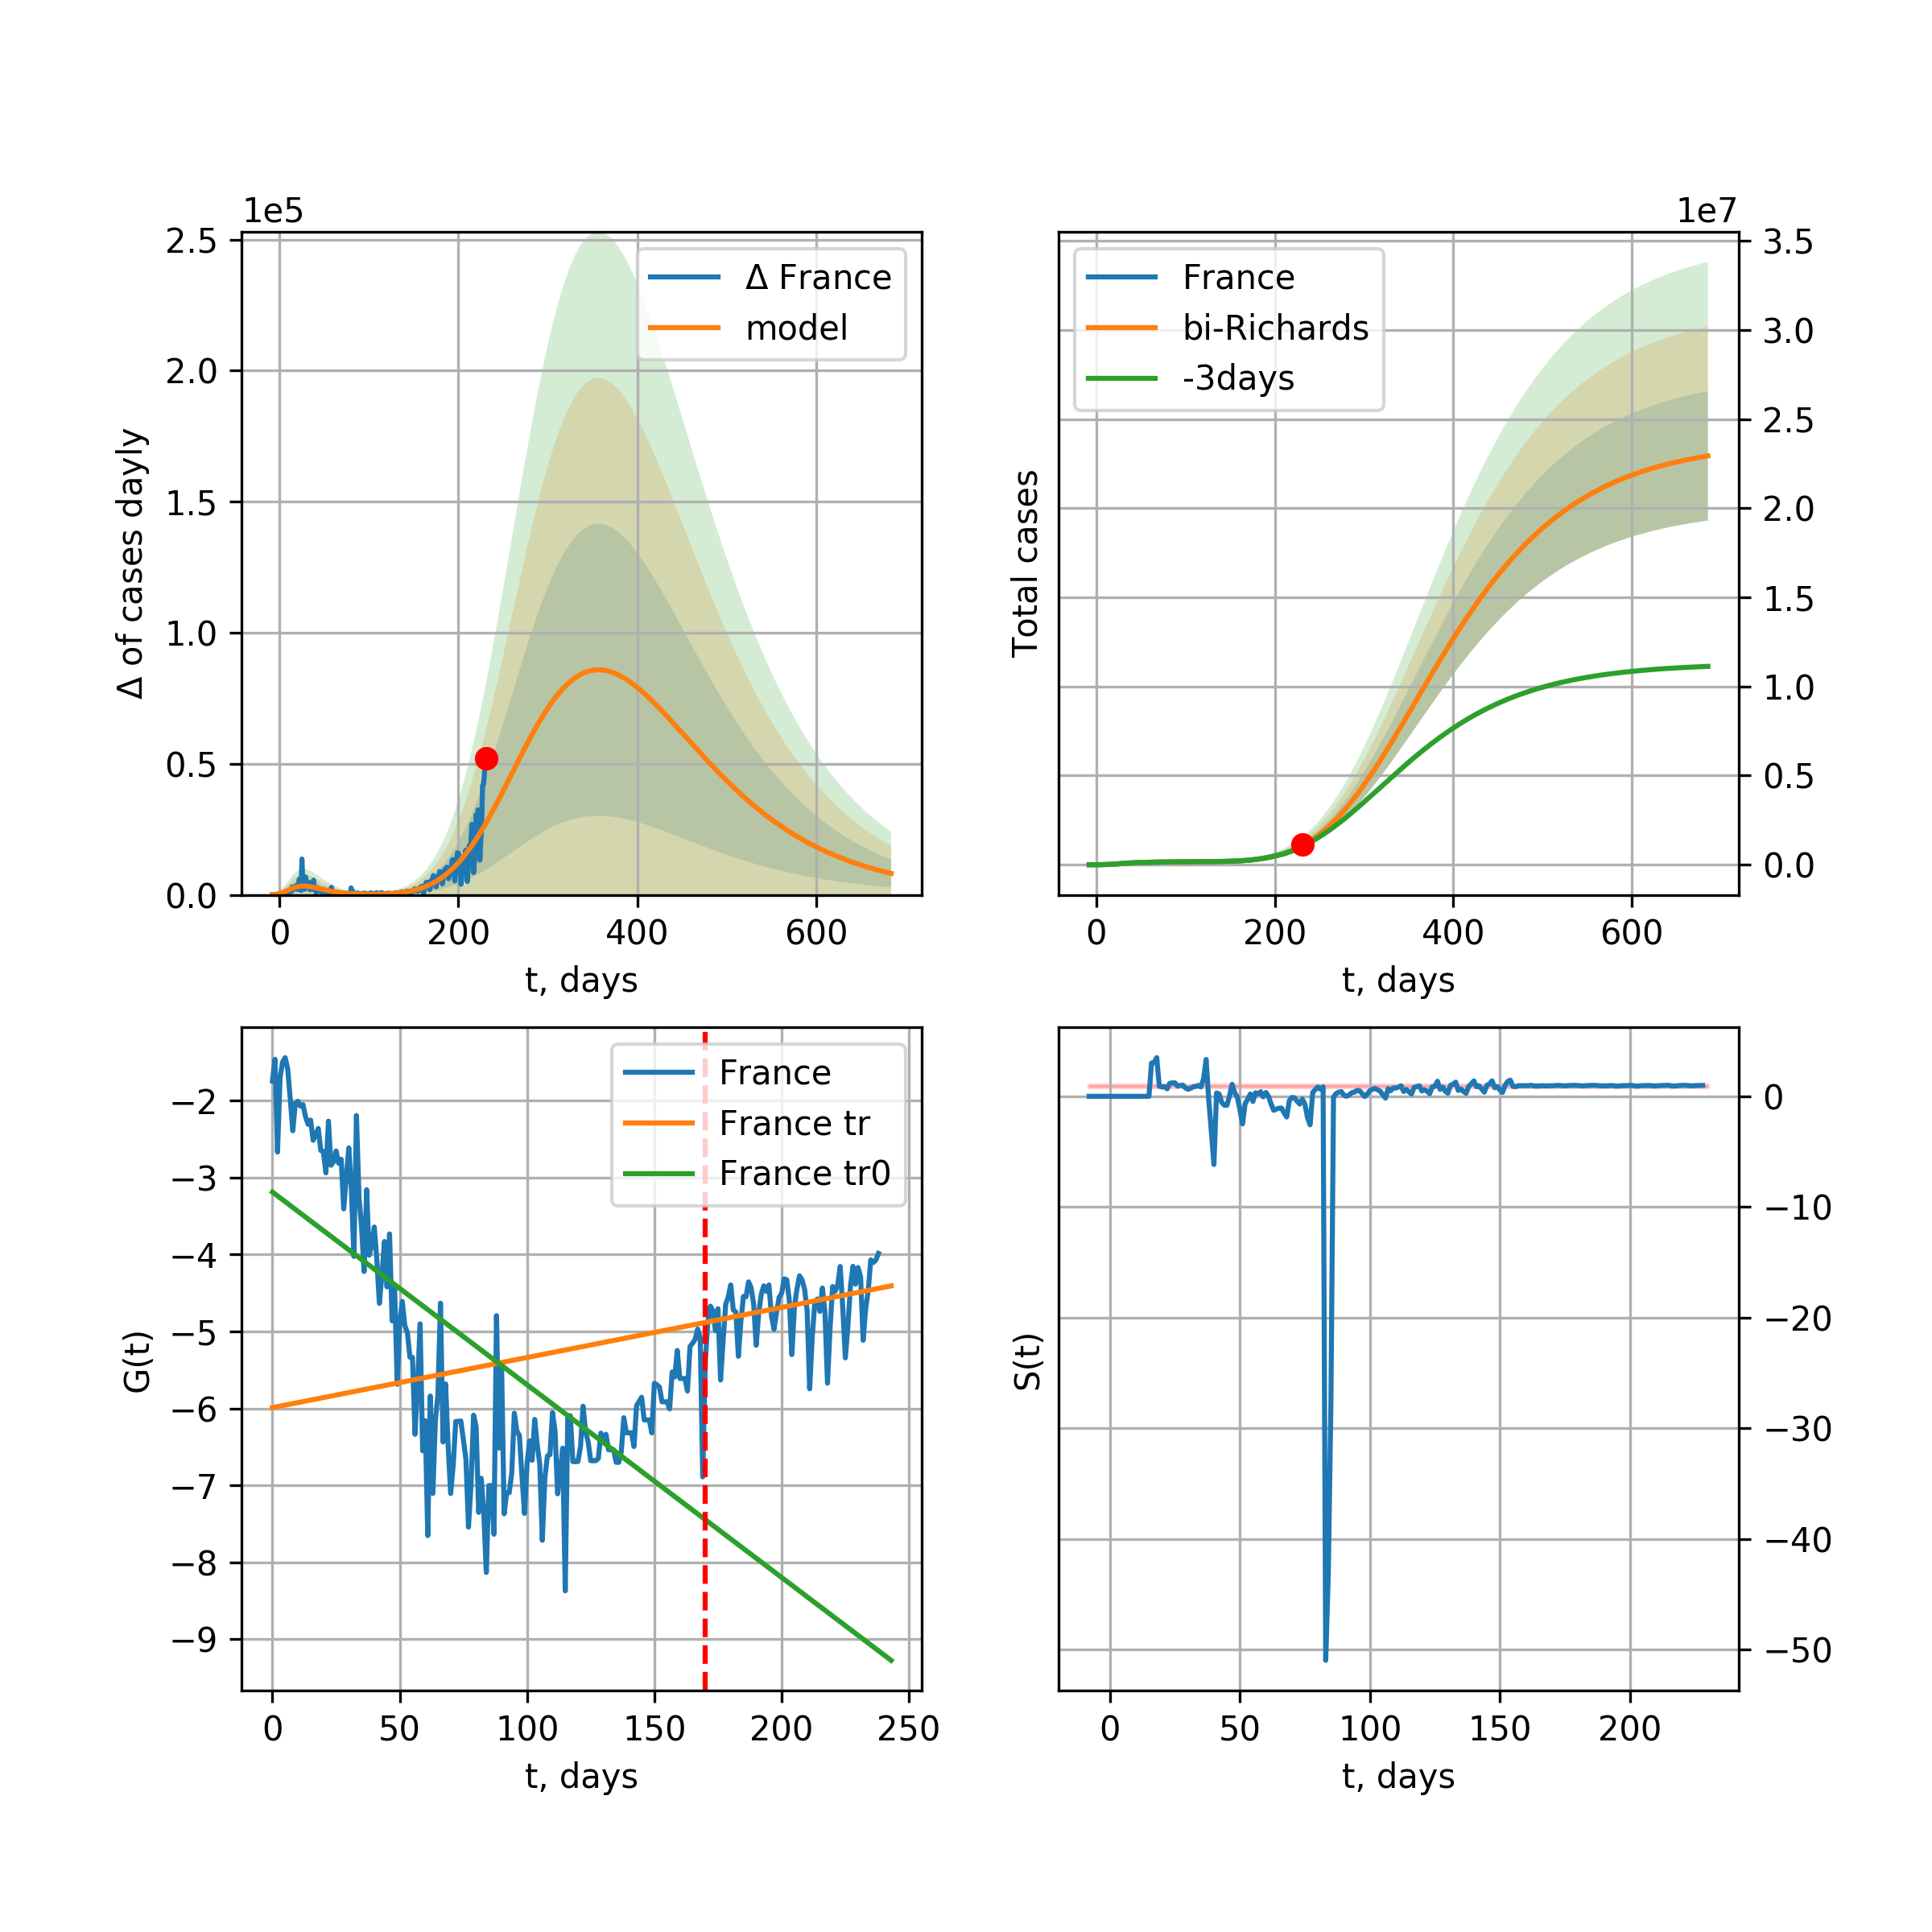 1e5
2.5
2.0
1.5
1.0
0.5
0.0
Δ of cases dayly
Δ France
model
0 200 400 600
t, days
1e7
3.5
3.0
2.5
2.0
1.5
1.0
0.5
0.0
Total cases
France
bi-Richards
-3days
0 200 400 600
t, days
−2
−3
−4
−5
−6
−7
−8
−9
G(t)
France
France tr
France tr0
0 50 100 150 200 250
t, days
0
−10
−20
−30
−40
−50
S(t)
0 50 100 150 200
t, days